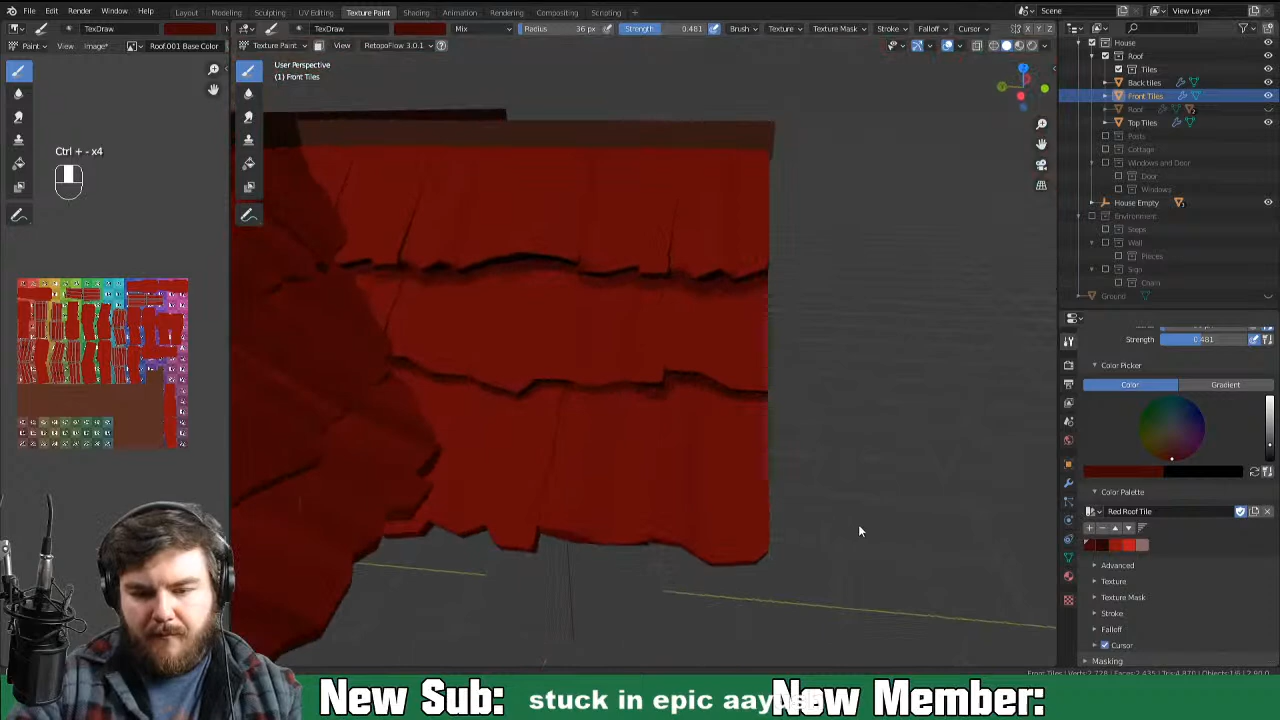 File Edit Render Window Help Layout Modeling Sculpting UV Editing Texture Paint Shading Animation Rendering Compositing Scripting Scene View Layer
TexDraw TexDraw Mix Radius 36 px Strength 0.481 Brush Texture Texture Mask Stroke Falloff Cursor
Paint View Image* Roof.001 Base Color Texture Paint View RetopoFlow 3.0.1
User Perspective
(1) Front Tiles
Ctrl + - x4
House
Roof
Tiles
Back tiles
Front Tiles
Roof
Top Tiles
Posts
Cottage
Windows and Door
Door
Windows
House Empty
Environment
Steps
Wall
Pieces
Sign
Chain
Ground
Strength 0.481
Color Picker
Color Gradient
Color Palette
Red Roof Tile
Advanced
Texture
Texture Mask
Stroke
Falloff
Cursor
Masking
New Sub: stuck in epic New Member: